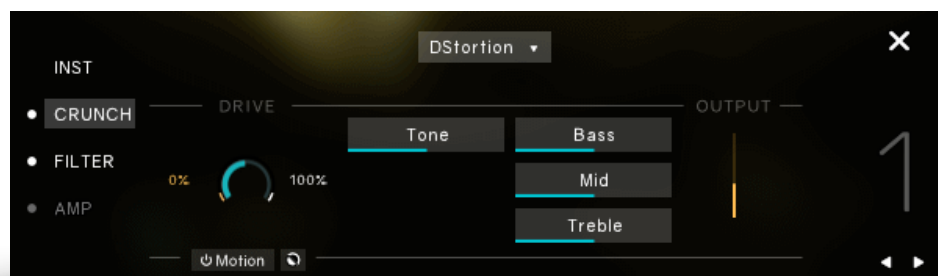 DStortion
INST
CRUNCH
FILTER
AMP
DRIVE
0%
100%
Motion
Tone
Bass
Mid
Treble
OUTPUT
1